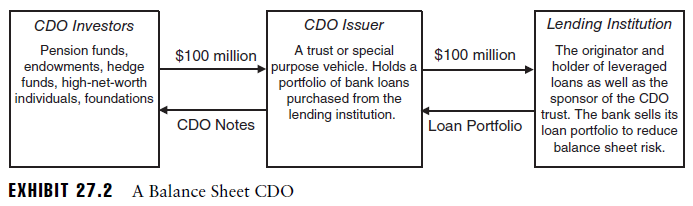 CDO Investors
Pension funds,
endowments, hedge
funds, high-net-worth
individuals, foundations
$100 million
CDO Notes
CDO Issuer
A trust or special
purpose vehicle. Holds a
portfolio of bank loans
purchased from the
lending institution.
$100 million
Loan Portfolio
Lending Institution
The originator and
holder of leveraged
loans as well as the
sponsor of the CDO
trust. The bank sells its
loan portfolio to reduce
balance sheet risk.
EXHIBIT 27.2 A Balance Sheet CDO